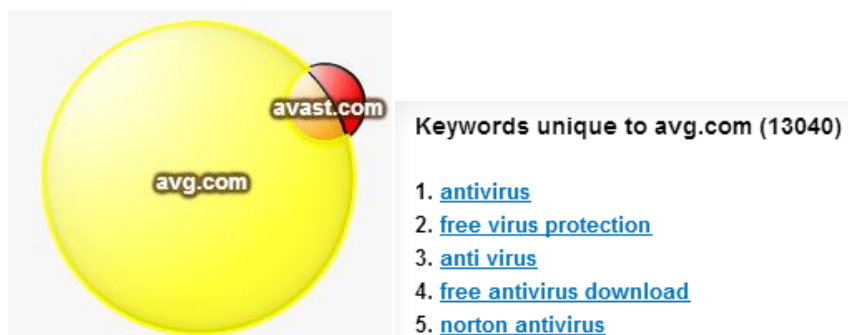 avast.com
avg.com
Keywords unique to avg.com (13040)
1. antivirus
2. free virus protection
3. anti virus
4. free antivirus download
5. norton antivirus